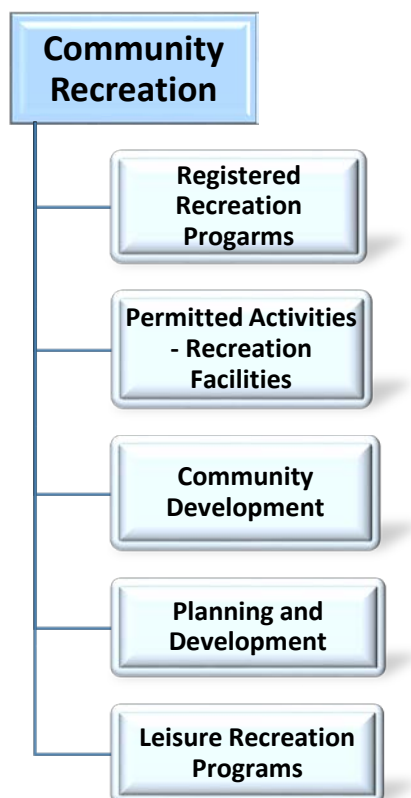 Community
Recreation
Registered
Recreation
Progarms
Permitted Activities
- Recreation
Facilities
Community
Development
Planning and
Development
Leisure Recreation
Programs